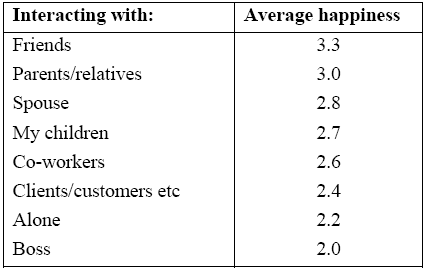 Interacting with: Average happiness
Friends 3.3
Parents/relatives 3.0
Spouse 2.8
My children 2.7
Co-workers 2.6
Clients/customers etc 2.4
Alone 2.2
Boss 2.0